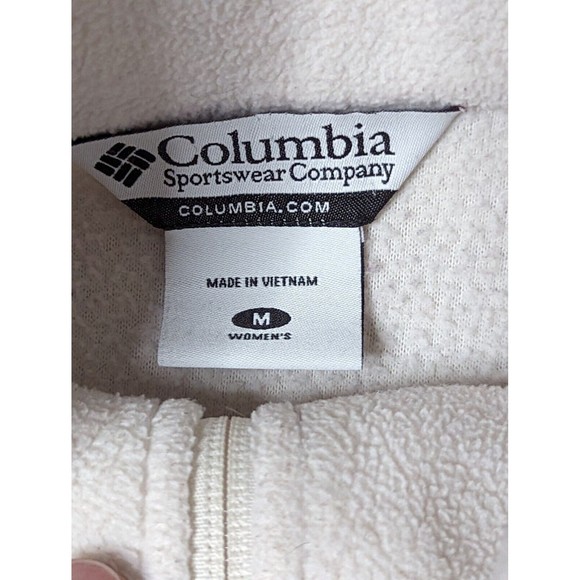 Columbia
Sportswear Company
COLUMBIA.COM
MADE IN VIETNAM
M
WOMEN'S